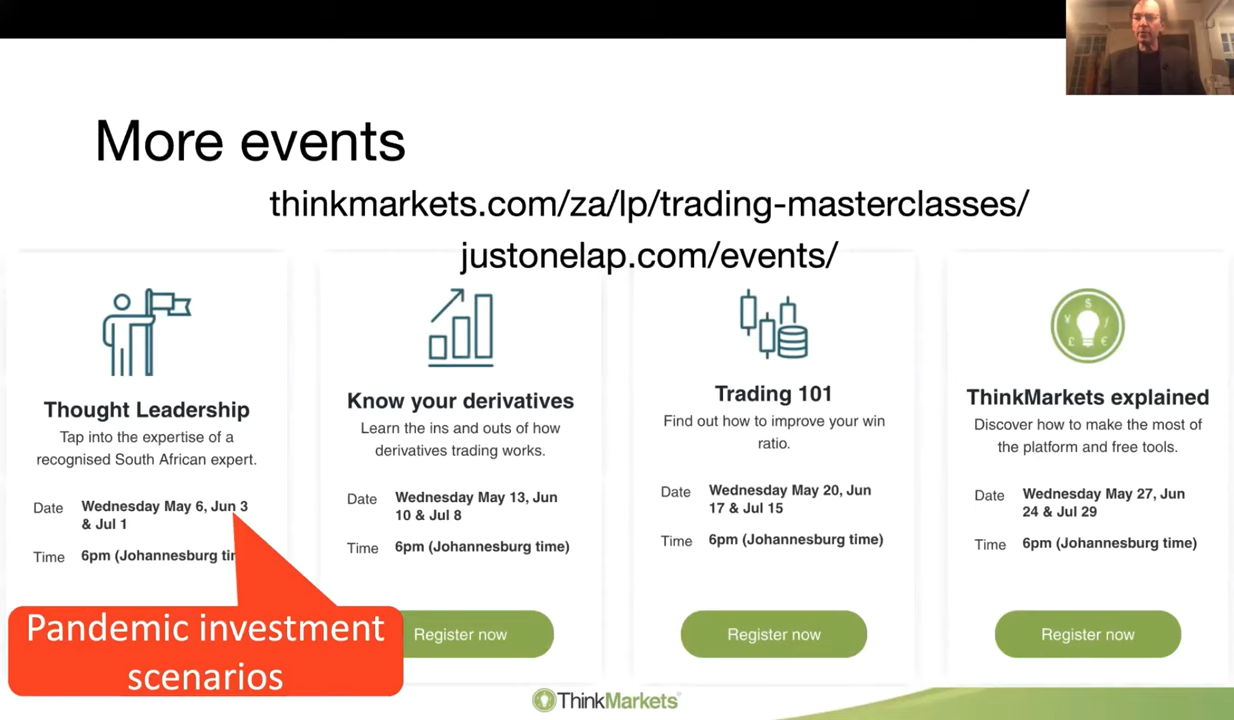 More events
thinkmarkets.com/za/lp/trading-masterclasses/
justonelap.com/events/
Thought Leadership
Tap into the expertise of a
recognised South African expert.
Date Wednesday May 6, Jun 3
& Jul 1
Time 6pm (Johannesburg
Pandemic investment
scenarios
Know your derivatives
Learn the ins and outs of how
derivatives trading works.
Date Wednesday May 13, Jun
10 & Jul 8
Time 6pm (Johannesburg time)
Register now
Trading 101
Find out how to improve your win
ratio.
Date Wednesday May 20, Jun
17 & Jul 15
Time 6pm (Johannesburg time)
Register now
ThinkMarkets explained
Discover how to make the most of
the platform and free tools.
Date Wednesday May 27, Jun
24 & Jul 29
Time 6pm (Johannesburg time)
Register now
ThinkMarkets